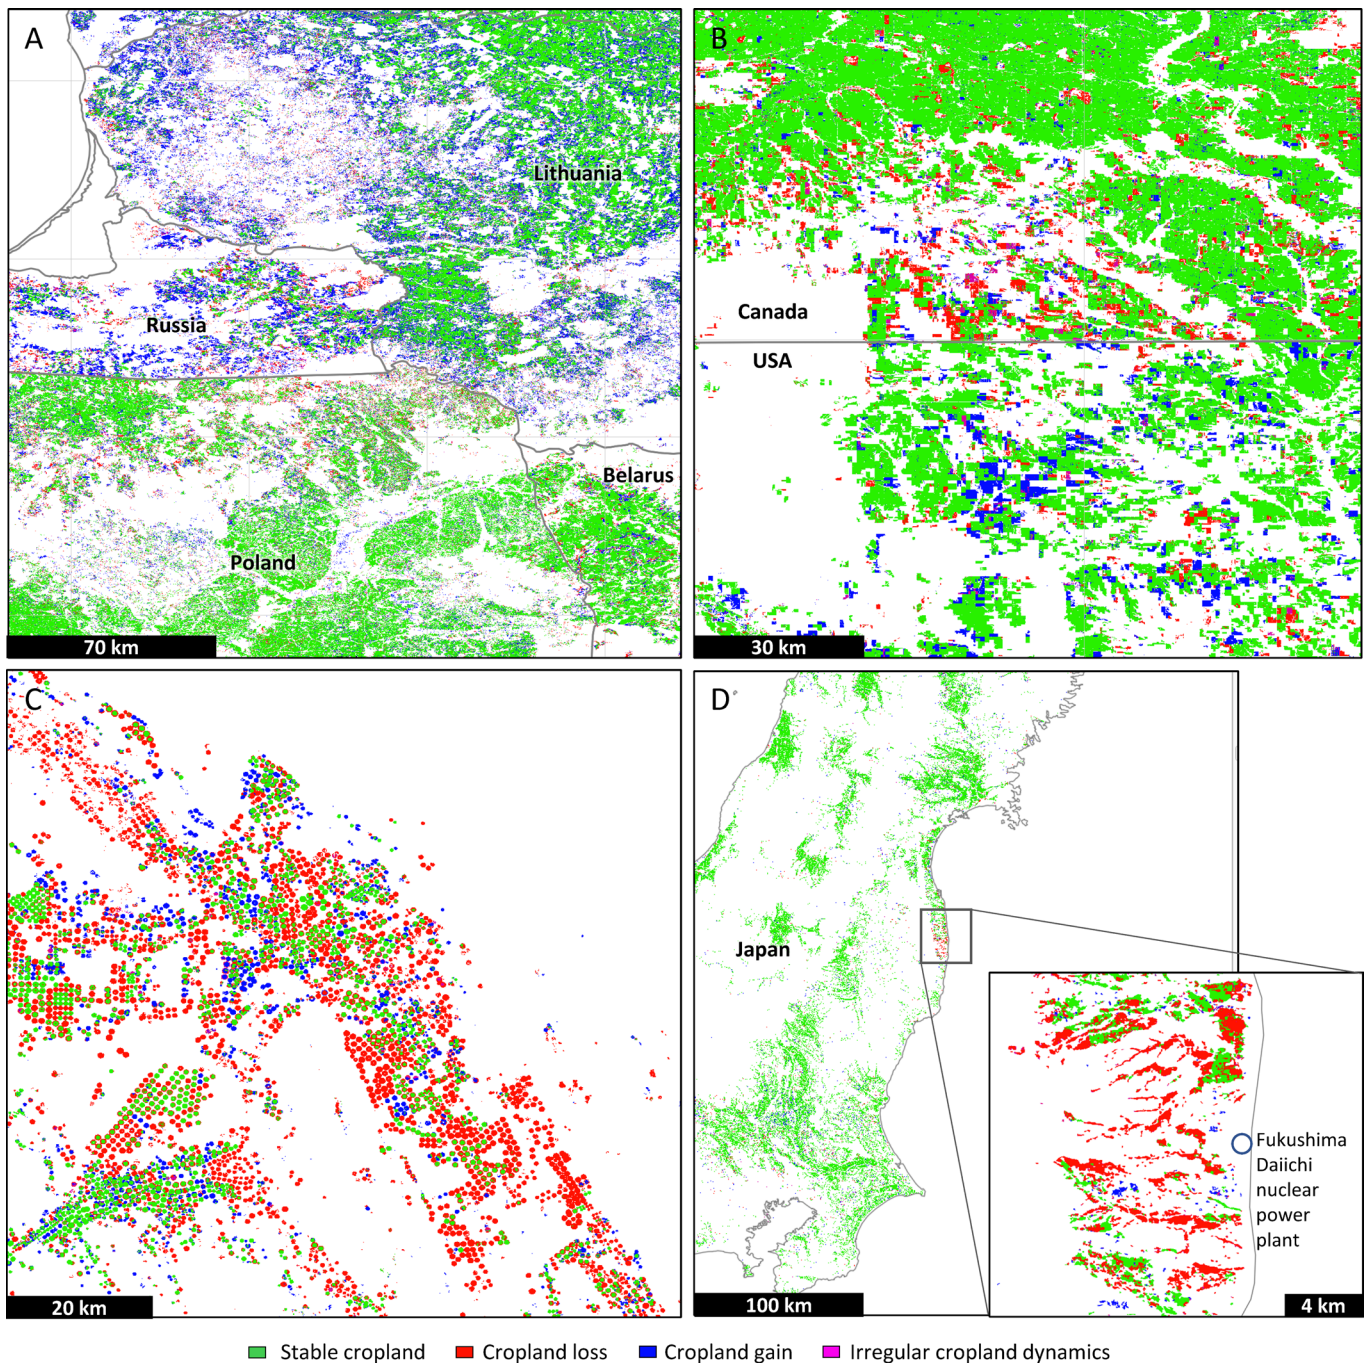 A
Lithuania
Russia
Belarus
Poland
70 km
B
Canada
USA
30 km
C
20 km
D
Japan
100 km
Fukushima
Daiichi
nuclear
power
plant
4 km
Stable cropland
Cropland loss
Cropland gain
Irregular cropland dynamics